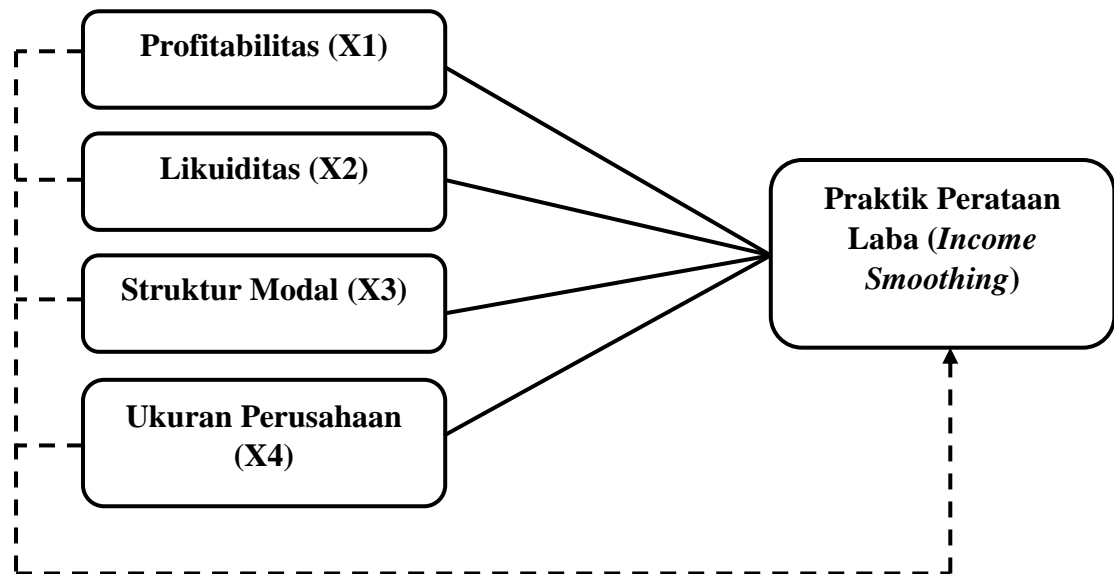 Profitabilitas (X1)
Likuiditas (X2)
Struktur Modal (X3)
Ukuran Perusahaan
(X4)
Praktik Perataan
Laba (Income
Smoothing)